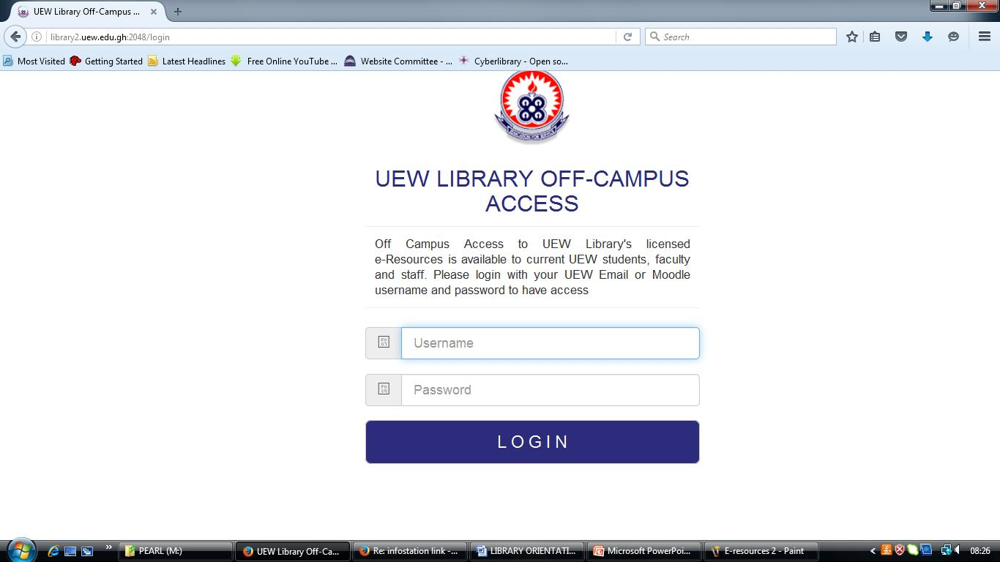 UEW Library Off-Campus ...
library2.uew.edu.gh:2048/login
Search
Most Visited Getting Started Latest Headlines Free Online YouTube ... Website Committee - ... Cyberlibrary - Open so...
UEW LIBRARY OFF-CAMPUS
ACCESS
Off Campus Access to UEW Library's licensed
e-Resources is available to current UEW students, faculty
and staff. Please login with your UEW Email or Moodle
username and password to have access
Username
Password
LOGIN
PEARL (M:) UEW Library Off-Ca... Re: infostation link -... LIBRARY ORIENTATI... Microsoft PowerPoi... E-resources 2 - Paint 08:26